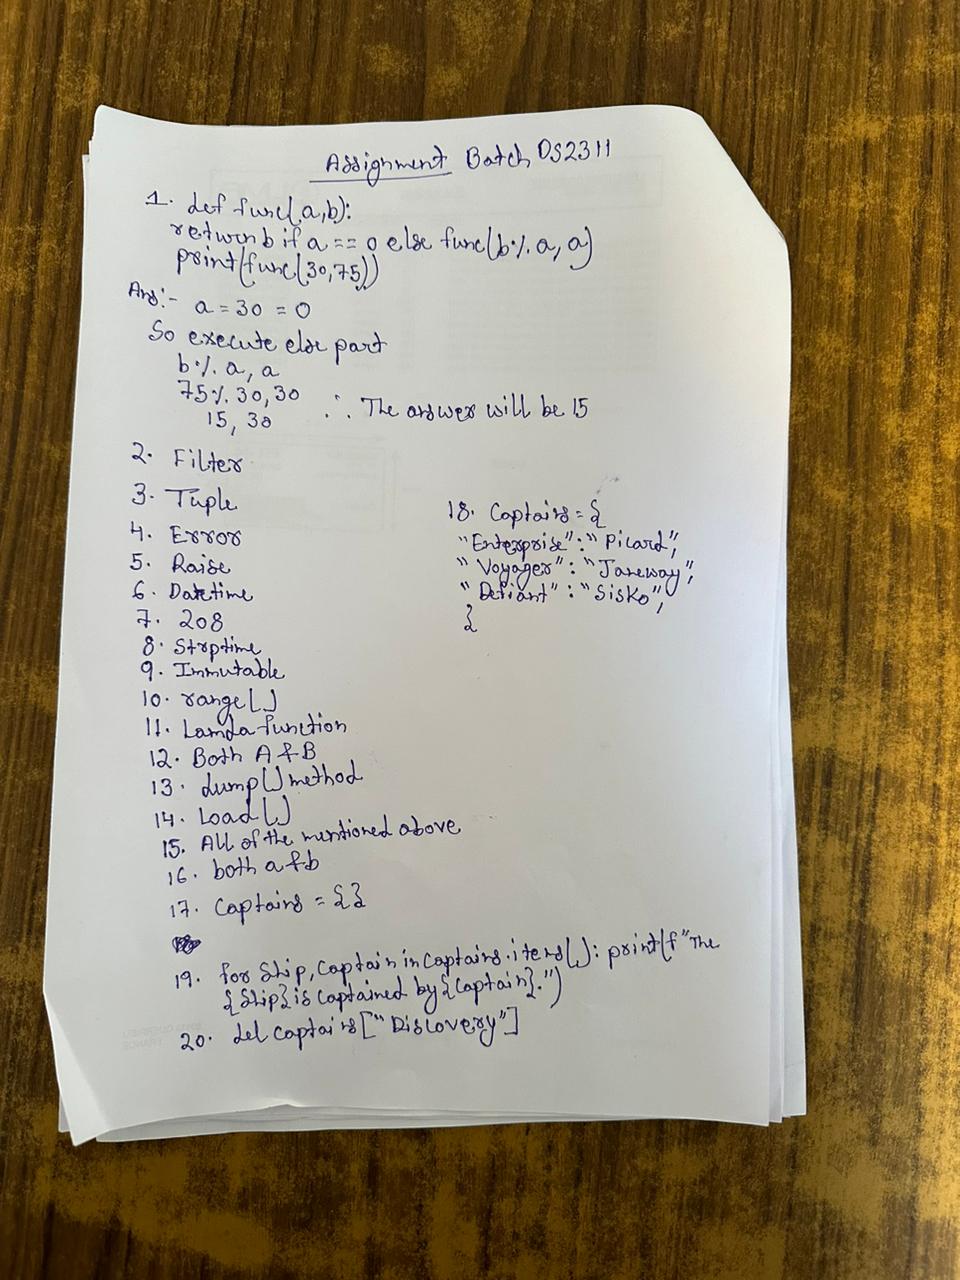 Assignment Batch DS2311
1. def func(a,b):
return b if a == 0 else func(b%a, a)
print(func(30,75))
Ans:- a = 30 = 0
So execute else part
b%a, a
75%30,30
15, 30 ∴ The answer will be 15
2. Filter
3. Tuple
4. Error
5. Raise
6. Datetime
7. 208
8. Strptime
9. Immutable
10. range()
11. Lamda function
12. Both A & B
13. dump() method
14. Load()
15. All of the mentioned above
16. both a & b
17. Captains = {}
18. Captains = {
"Enterprise": "Picard",
"Voyager": "Janeway",
"Defiant": "Sisko",
}
19. for Ship, Captain in Captains.items(): print(f"The
{Ship} is captained by {Captain}.")
20. del captains["Discovery"]